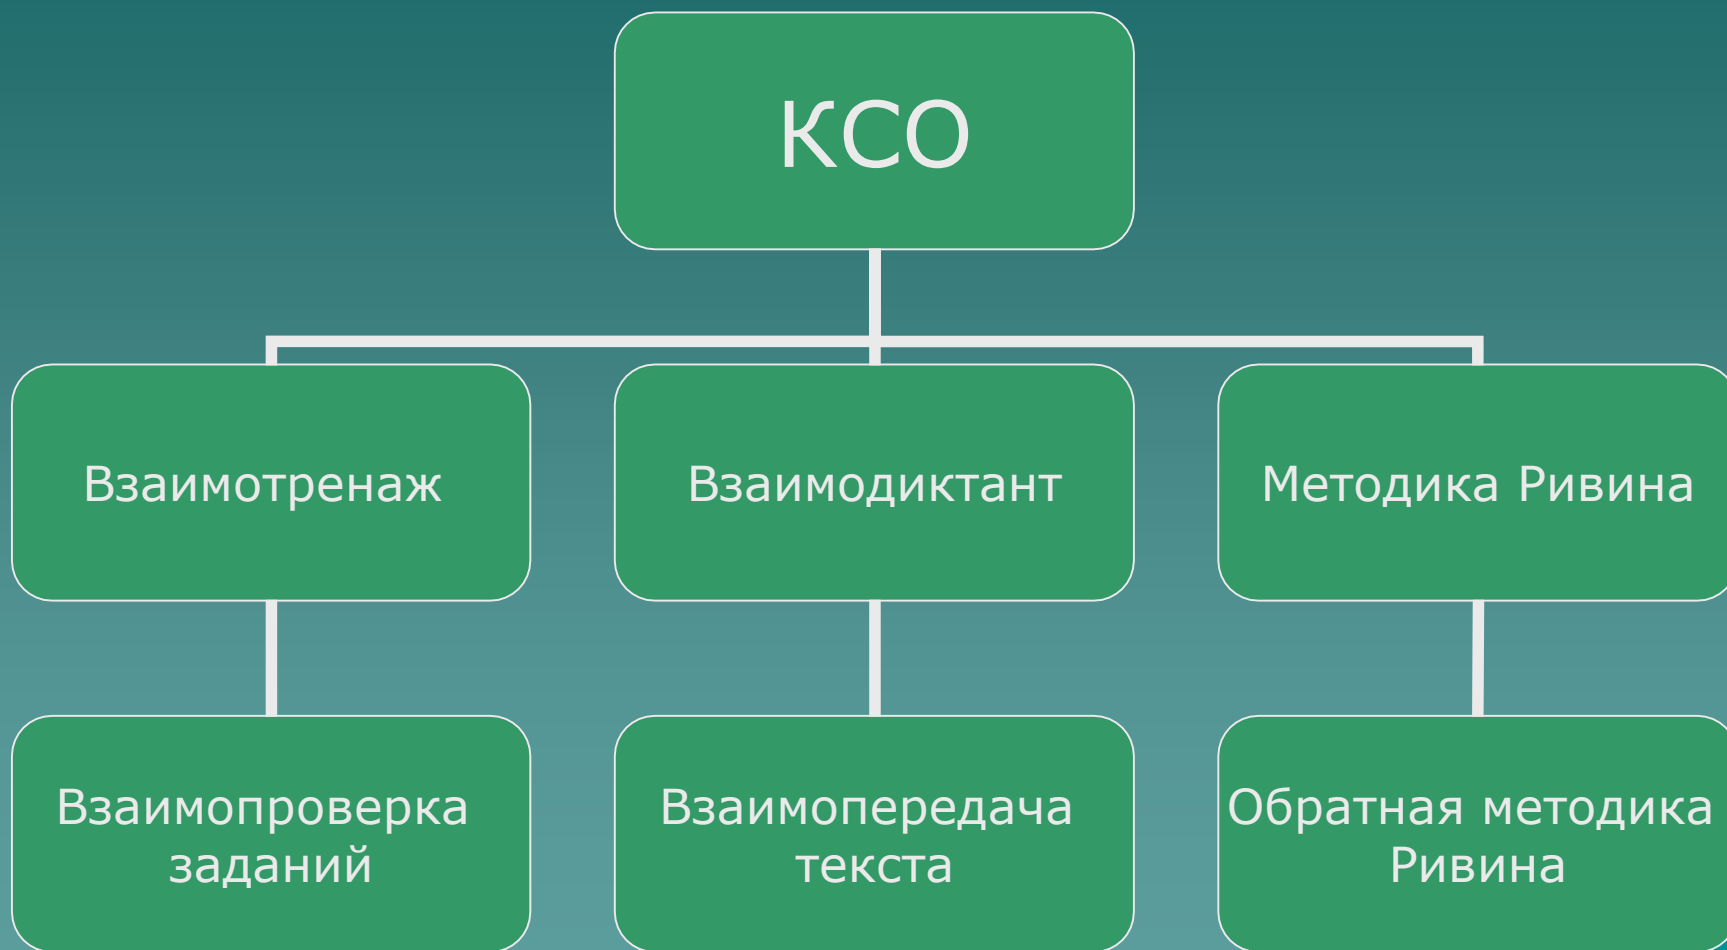 КСО
Взаимотренаж
Взаимодиктант
Методика Ривина
Взаимопроверка
заданий
Взаимопередача
текста
Обратная методика
Ривина